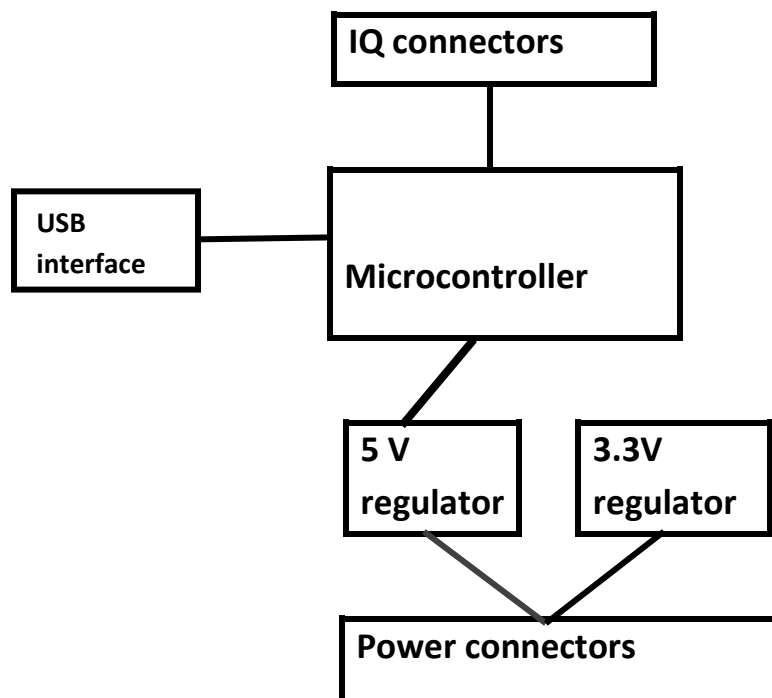 IQ connectors
USB
interface
Microcontroller
5 V
regulator
3.3V
regulator
Power connectors